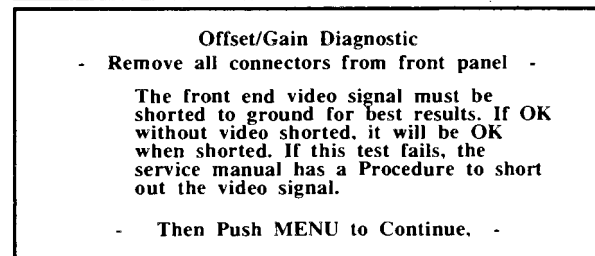 Offset/Gain Diagnostic
- Remove all connectors from front panel -
The front end video signal must be
shorted to ground for best results. If OK
without video shorted, it will be OK
when shorted. If this test fails, the
service manual has a Procedure to short
out the video signal.
- Then Push MENU to Continue, -